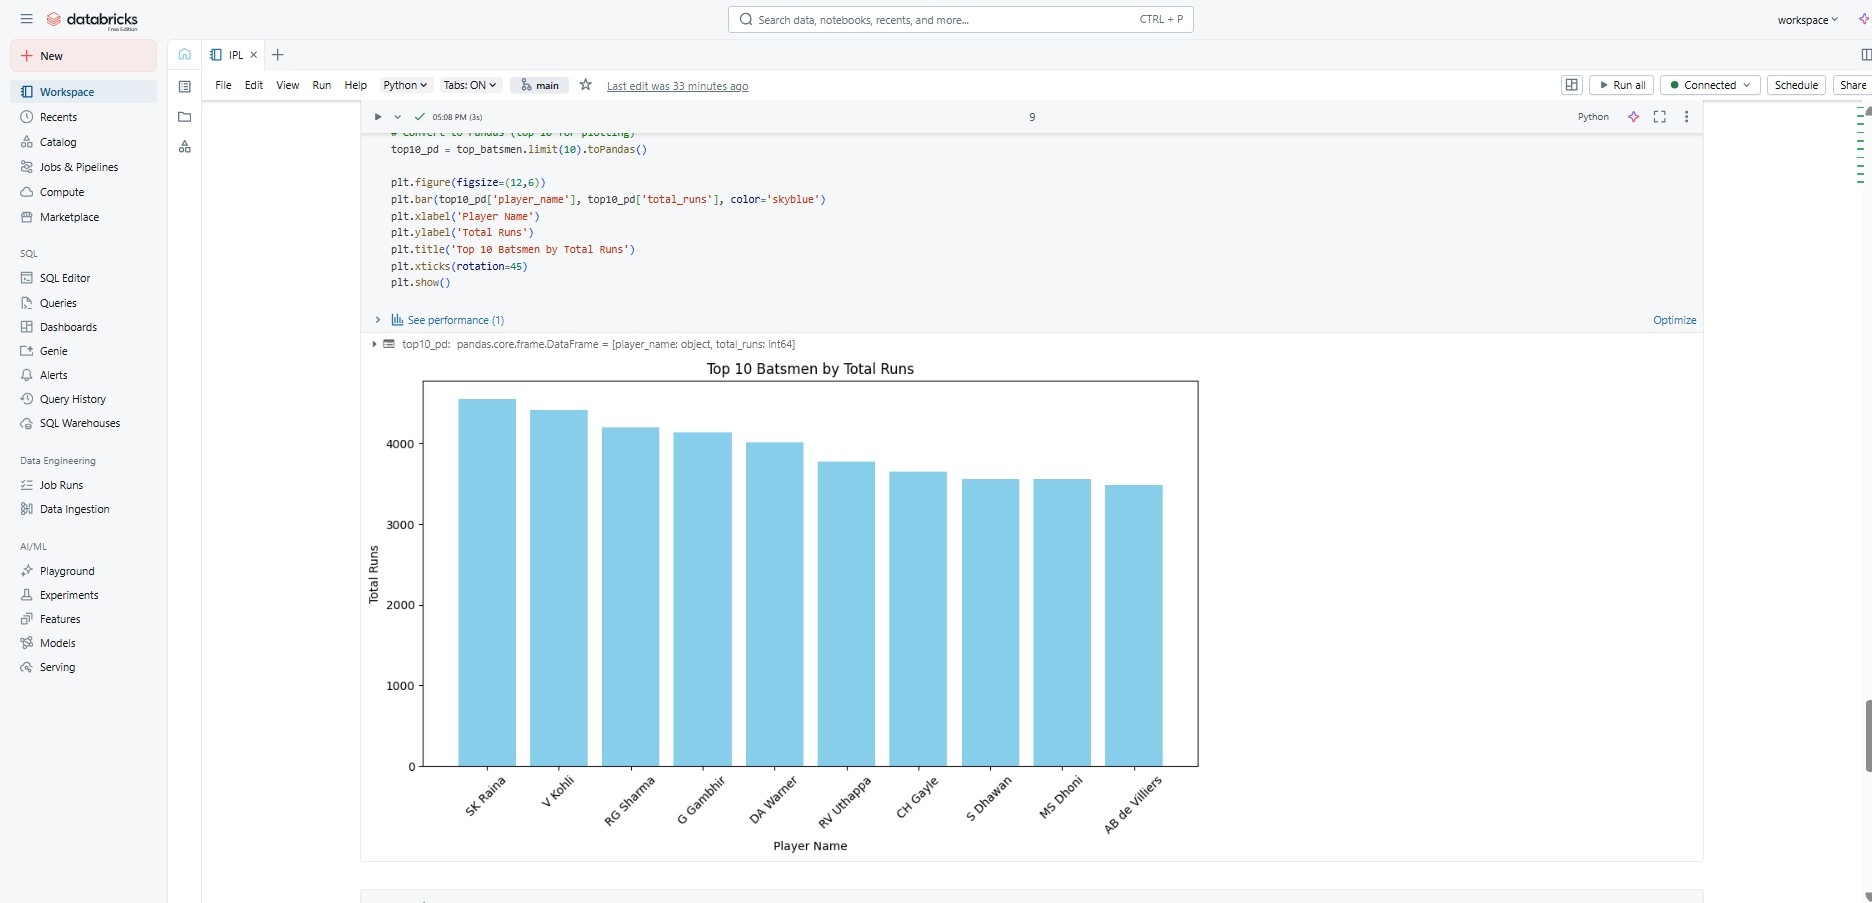 databricks
Free Edition
Search data, notebooks, recents, and more...
CTRL + P
workspace
New
IPL
File
Edit
View
Run
Help
Python
Tabs: ON
main
Last edit was 33 minutes ago
Run all
Connected
Schedule
Share
Workspace
Recents
Catalog
Jobs & Pipelines
Compute
Marketplace
SQL
SQL Editor
Queries
Dashboards
Genie
Alerts
Query History
SQL Warehouses
Data Engineering
Job Runs
Data Ingestion
AI/ML
Playground
Experiments
Features
Models
Serving
05:08 PM (3s)
9
Python
# Convert to Pandas (top 10 for plotting)
top10_pd = top_batsmen.limit(10).toPandas()
plt.figure(figsize=(12,6))
plt.bar(top10_pd['player_name'], top10_pd['total_runs'], color='skyblue')
plt.xlabel('Player Name')
plt.ylabel('Total Runs')
plt.title('Top 10 Batsmen by Total Runs')
plt.xticks(rotation=45)
plt.show()
See performance (1)
Optimize
top10_pd: pandas.core.frame.DataFrame = [player_name: object, total_runs: int64]
Top 10 Batsmen by Total Runs
Total Runs
4000
3000
2000
1000
0
SK Raina
V Kohli
RG Sharma
G Gambhir
DA Warner
RV Uthappa
CH Gayle
S Dhawan
MS Dhoni
AB de Villiers
Player Name